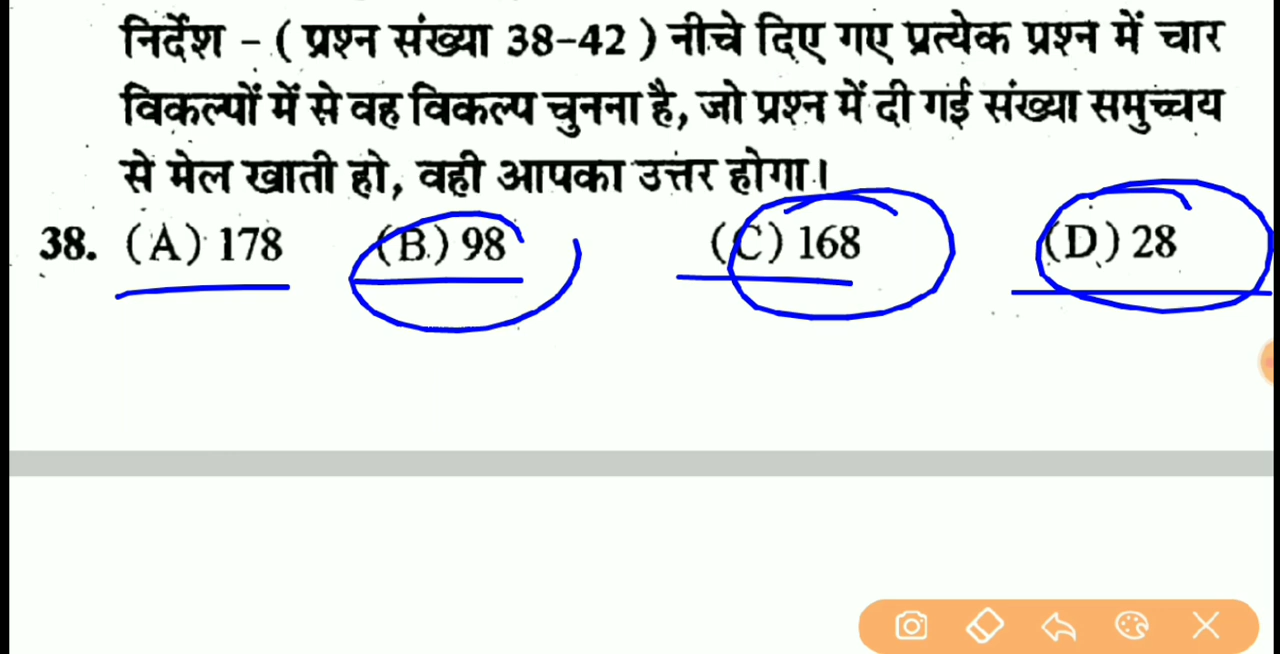 निर्देश - ( प्रश्न संख्या 38-42 ) नीचे दिए गए प्रत्येक प्रश्न में चार
विकल्पों में से वह विकल्प चुनना है, जो प्रश्न में दी गई संख्या समुच्चय
से मेल खाती हो, वही आपका उत्तर होगा।
38. (A) 178 (B) 98 (C) 168 (D) 28